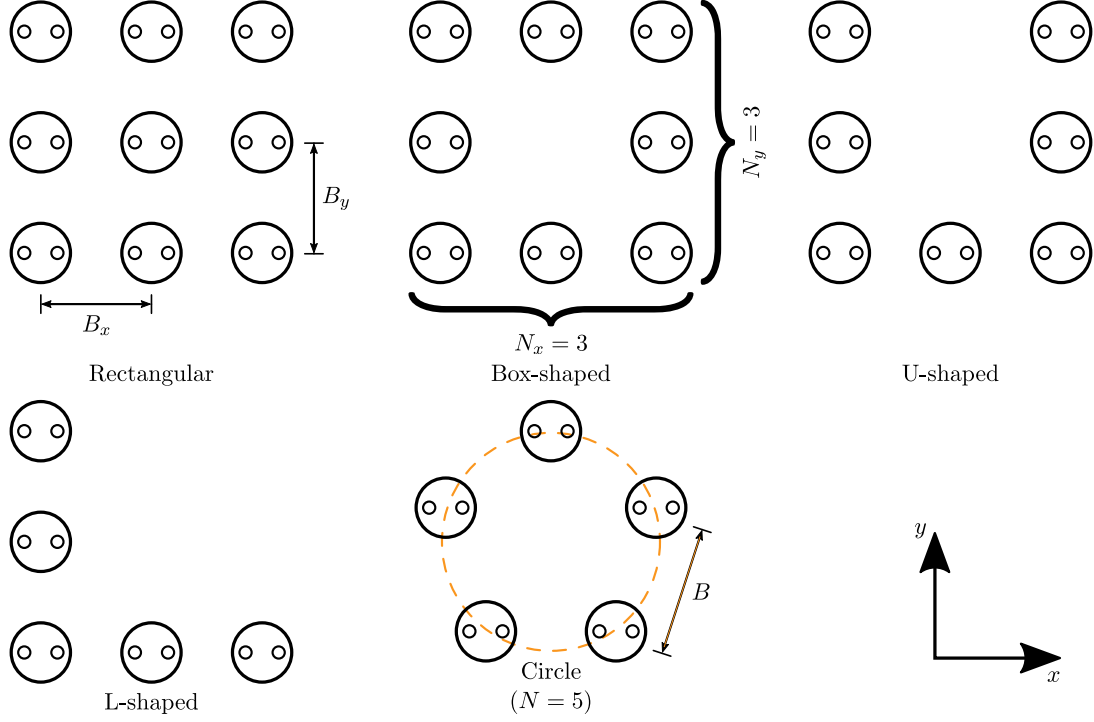 $B_y$
$B_x$
Rectangular
$N_y = 3$
$N_x = 3$
Box-shaped
U-shaped
L-shaped
$B$
Circle
$(N = 5)$
$y$
$x$